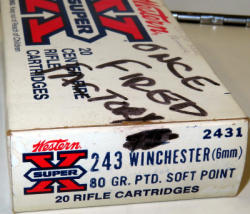 Western
SUPER
X
20
CENTERFIRE
RIFLE
CARTRIDGES
ONCE
FIRED
FACTORY
2431
Western
SUPER
X
243 WINCHESTER (6mm)
80 GR. PTD. SOFT POINT
20 RIFLE CARTRIDGES